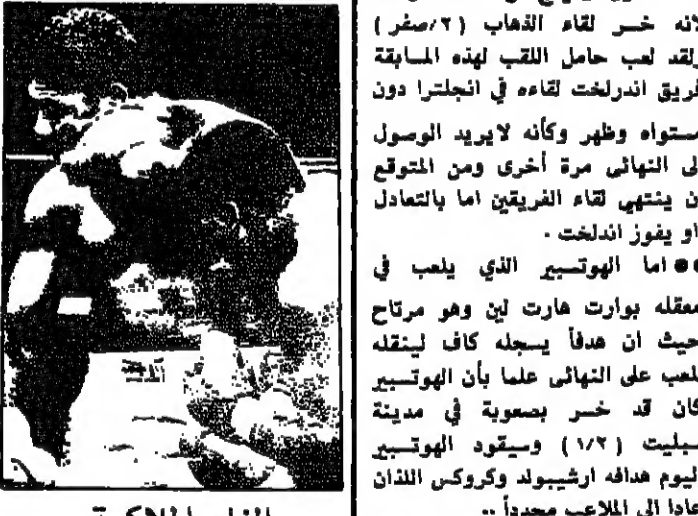 لانه خسر لقاء الذهاب (٢/صفر)
ولقد لعب حامل اللقب لهذه المسابقة
فريق اندرلخت لقاءه في انجلترا دون
مستواه وظهر وكأنه لايريد الوصول
الى النهائى مرة أخرى ومن المتوقع
ان ينتهي لقاء الفريقين اما بالتعادل
او يفوز اندلخت ٠
●● اما الهوتسبير الذي يلعب في
معقله بوارت هارت لين وهو مرتاح
حيث ان هدفاً يسجله كاف لينقله
للعب على النهائى علما بأن الهوتسبير
كان قد خسر بصعوبة في مدينة
سبليت (١/٢) وسيقود الهوتسبير
اليوم هدافه ارشيبولد وكروكس اللذان
عادا الى الملاعب مجدداً ..